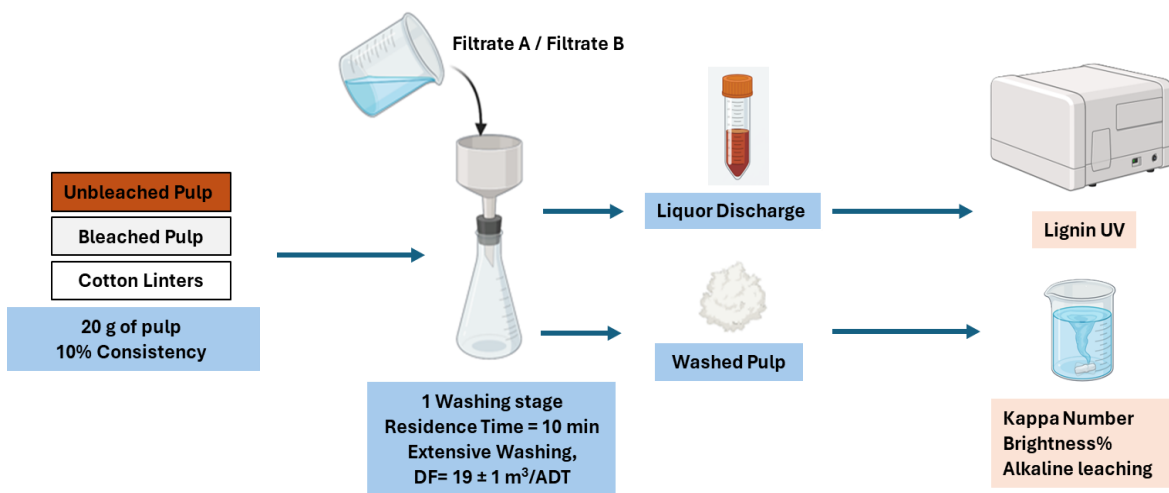 Filtrate A / Filtrate B
Unbleached Pulp
Bleached Pulp
Cotton Linters
20 g of pulp
10% Consistency
1 Washing stage
Residence Time = 10 min
Extensive Washing,
DF= 19 ± 1 m³/ADT
Liquor Discharge
Washed Pulp
Lignin UV
Kappa Number
Brightness%
Alkaline leaching